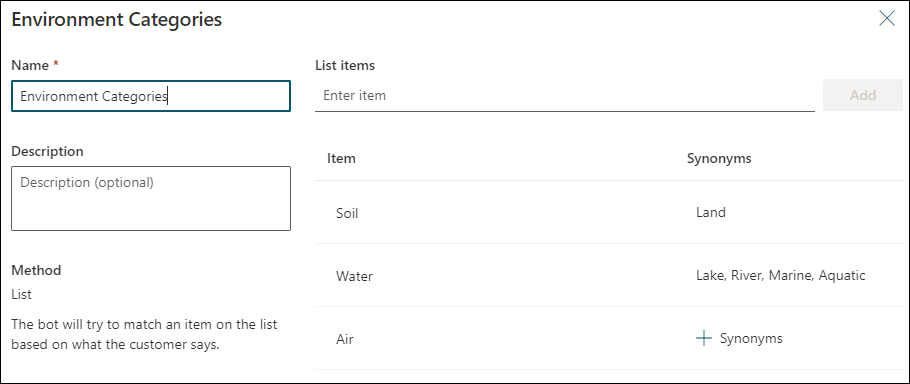 Environment Categories
Name *
Environment Categories
Description
Description (optional)
Method
List
The bot will try to match an item on the list
based on what the customer says.
List items
Enter item
Add
Item Synonyms
Soil Land
Water Lake, River, Marine, Aquatic
Air + Synonyms